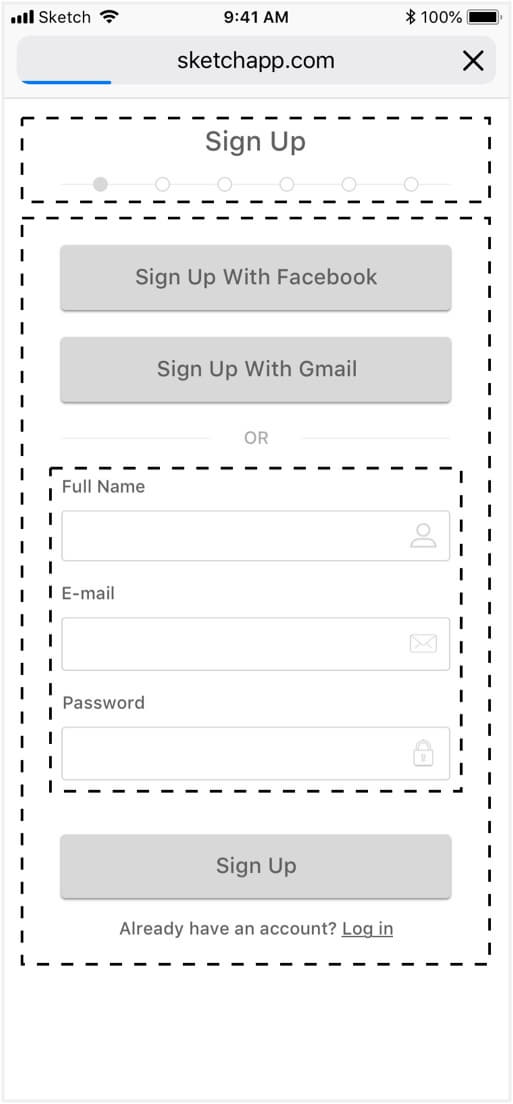 Sketch 9:41 AM 100%
sketchapp.com
Sign Up
Sign Up With Facebook
Sign Up With Gmail
OR
Full Name
E-mail
Password
Sign Up
Already have an account? Log in